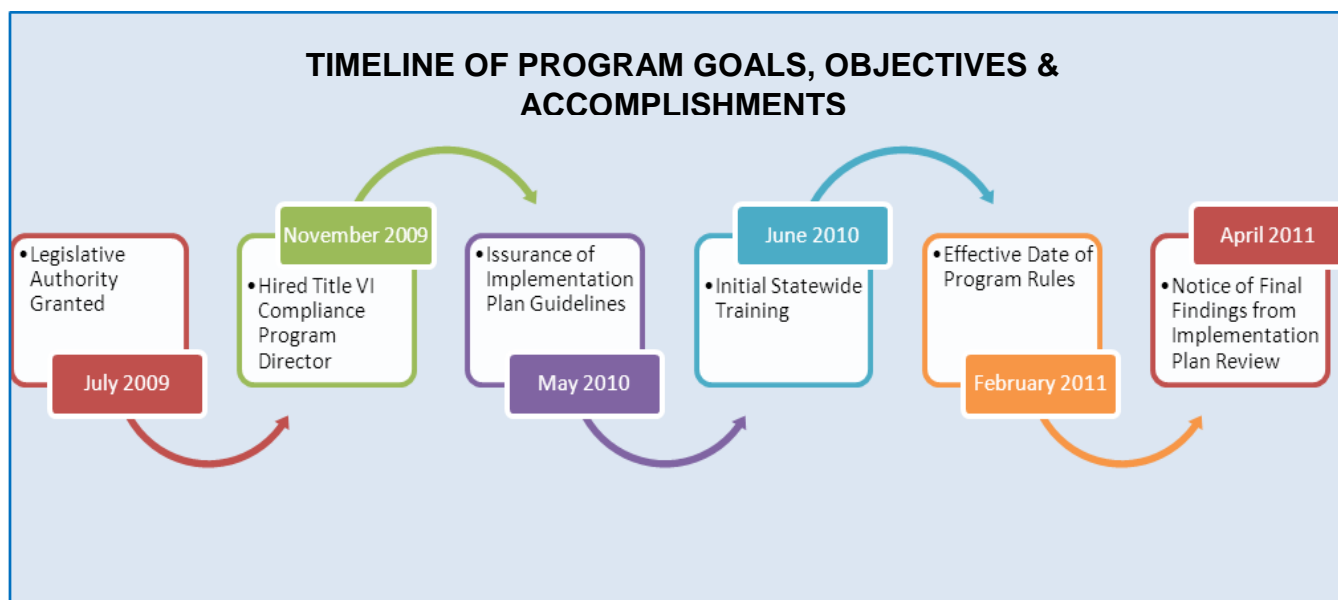 TIMELINE OF PROGRAM GOALS, OBJECTIVES &
ACCOMPLISHMENTS
•Legislative
Authority
Granted
July 2009
November 2009
•Hired Title VI
Compliance
Program
Director
•Issurance of
Implementation
Plan Guidelines
May 2010
June 2010
•Initial Statewide
Training
•Effective Date of
Program Rules
February 2011
April 2011
•Notice of Final
Findings from
Implementation
Plan Review